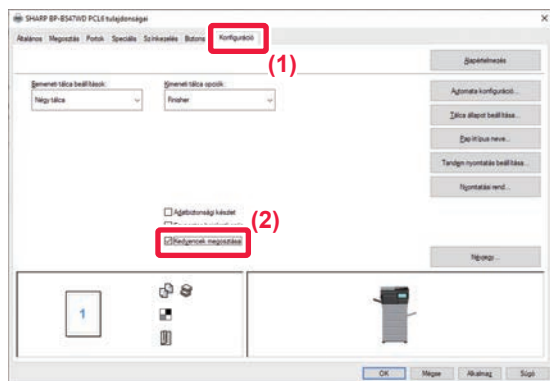 SHARP BP-B547WD PCL6 tulajdonságai
Általános Megosztás Portok Speciális Színkezelés Biztons Konfiguráció
(1)
Alapértelmezés
Bemeneti tálca beállítások:
Kimeneti tálca opciók:
Négy tálca
Finisher
Automata konfiguráció...
Tálca állapot beállítása...
Papírtípus neve...
Tandem nyomtatás beállítása...
Nyomtatási rend...
Adatbiztonsági készlet
(2)
Kedvencek megosztása
Névjegy...
1
OK Mégse Alkalmaz Súgó